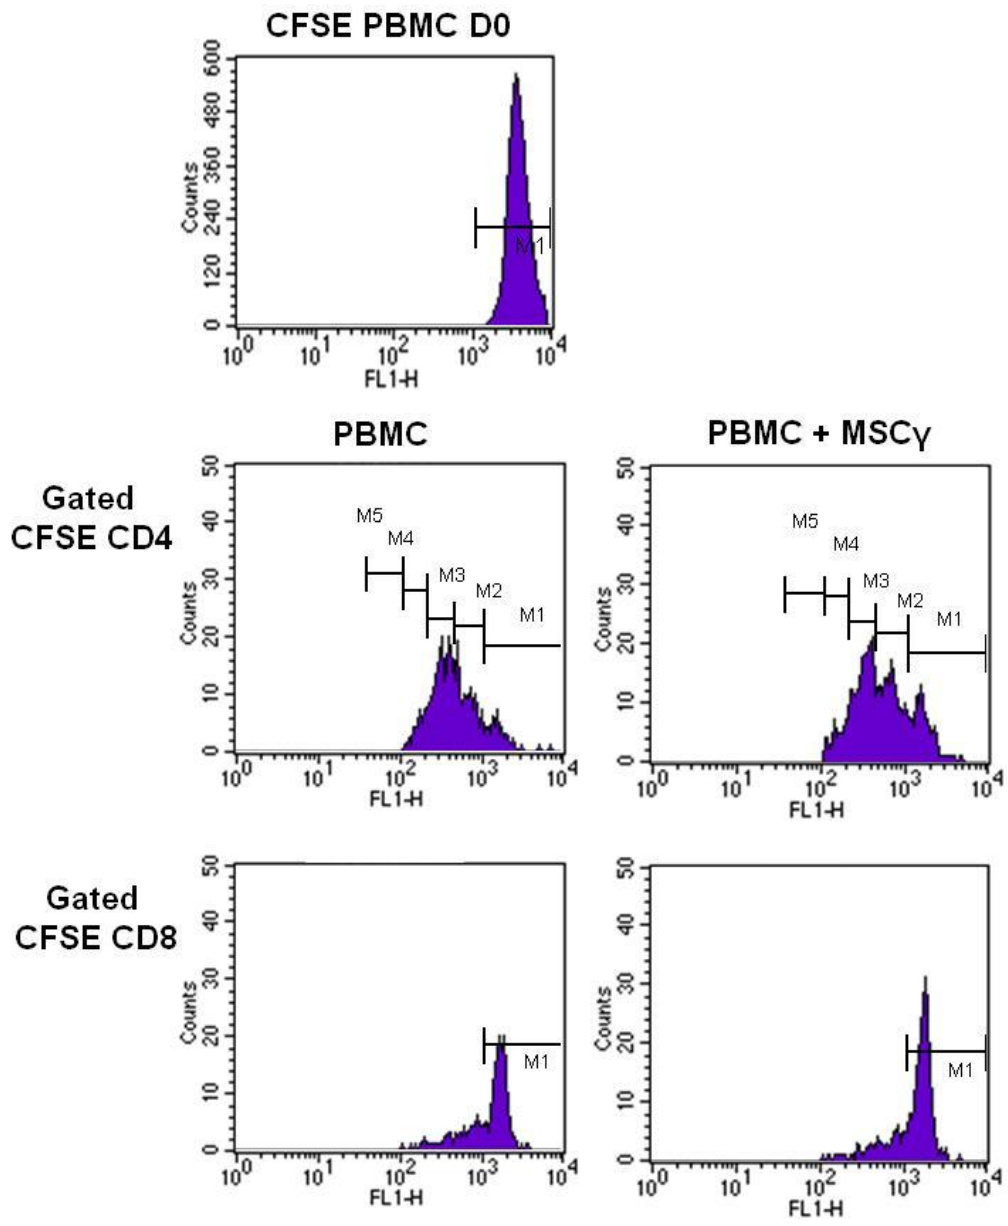 CFSE PBMC D0
600
480
360
240
120
0
Counts
M1
10^0 10^1 10^2 10^3 10^4
FL1-H
PBMC
PBMC + MSCγ
Gated
CFSE CD4
50
40
30
20
10
0
Counts
M5
M4
M3
M2
M1
10^0 10^1 10^2 10^3 10^4
FL1-H
50
40
30
20
10
0
Counts
M5
M4
M3
M2
M1
10^0 10^1 10^2 10^3 10^4
FL1-H
Gated
CFSE CD8
50
40
30
20
10
0
Counts
M1
10^0 10^1 10^2 10^3 10^4
FL1-H
50
40
30
20
10
0
Counts
M1
10^0 10^1 10^2 10^3 10^4
FL1-H